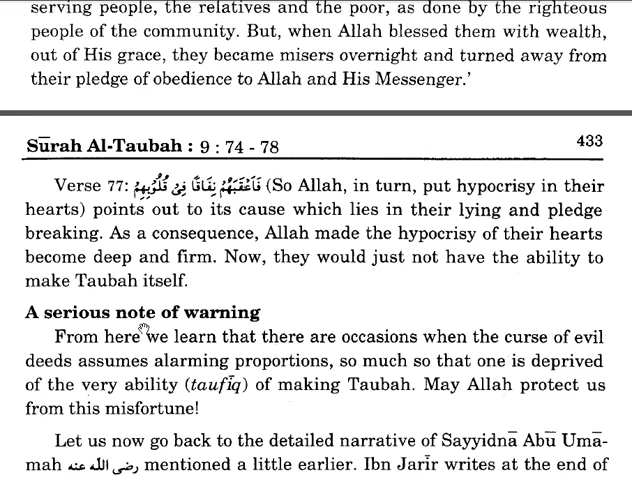 serving people, the relatives and the poor, as done by the righteous
people of the community. But, when Allah blessed them with wealth,
out of His grace, they became misers overnight and turned away from
their pledge of obedience to Allah and His Messenger.’
Sūrah Al-Taubah : 9 : 74 - 78 433
Verse 77: فَأَعْقَبَهُمْ نِفَاقًا فِي قُلُوبِهِمْ (So Allah, in turn, put hypocrisy in their
hearts) points out to its cause which lies in their lying and pledge
breaking. As a consequence, Allah made the hypocrisy of their hearts
become deep and firm. Now, they would just not have the ability to
make Taubah itself.
A serious note of warning
From here we learn that there are occasions when the curse of evil
deeds assumes alarming proportions, so much so that one is deprived
of the very ability (taufīq) of making Taubah. May Allah protect us
from this misfortune!
Let us now go back to the detailed narrative of Sayyidnā Abū Umā-
mah رضى الله عنه mentioned a little earlier. Ibn Jarīr writes at the end of